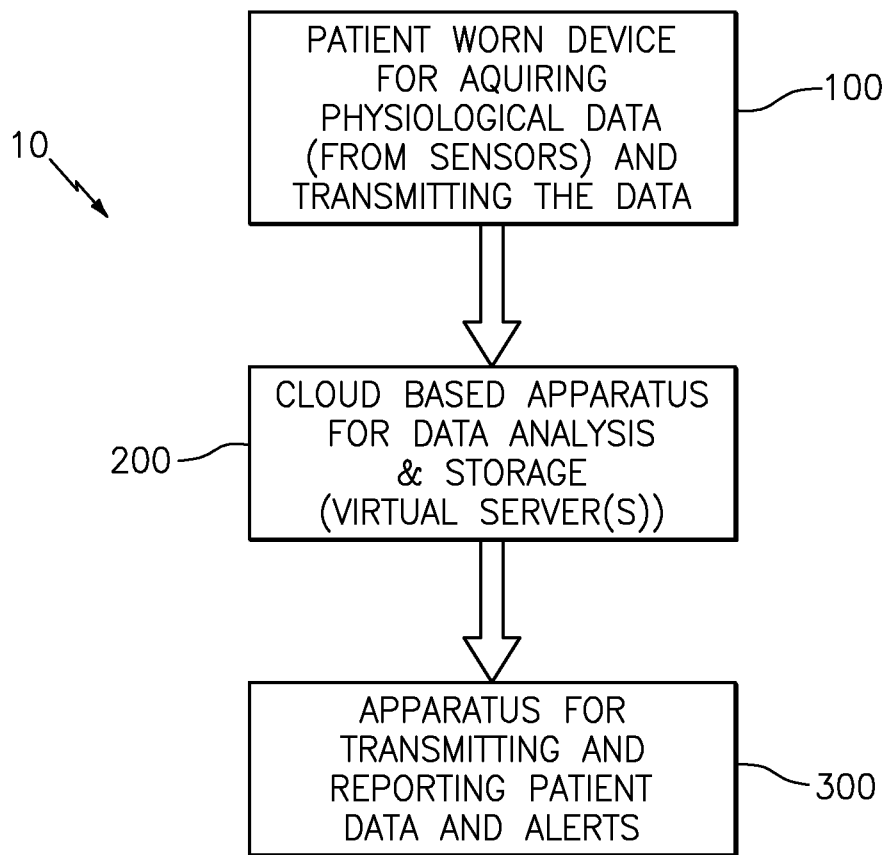 PATIENT WORN DEVICE
FOR AQUIRING
PHYSIOLOGICAL DATA
(FROM SENSORS) AND
TRANSMITTING THE DATA
100
10
CLOUD BASED APPARATUS
FOR DATA ANALYSIS
& STORAGE
(VIRTUAL SERVER(S))
200
APPARATUS FOR
TRANSMITTING AND
REPORTING PATIENT
DATA AND ALERTS
300